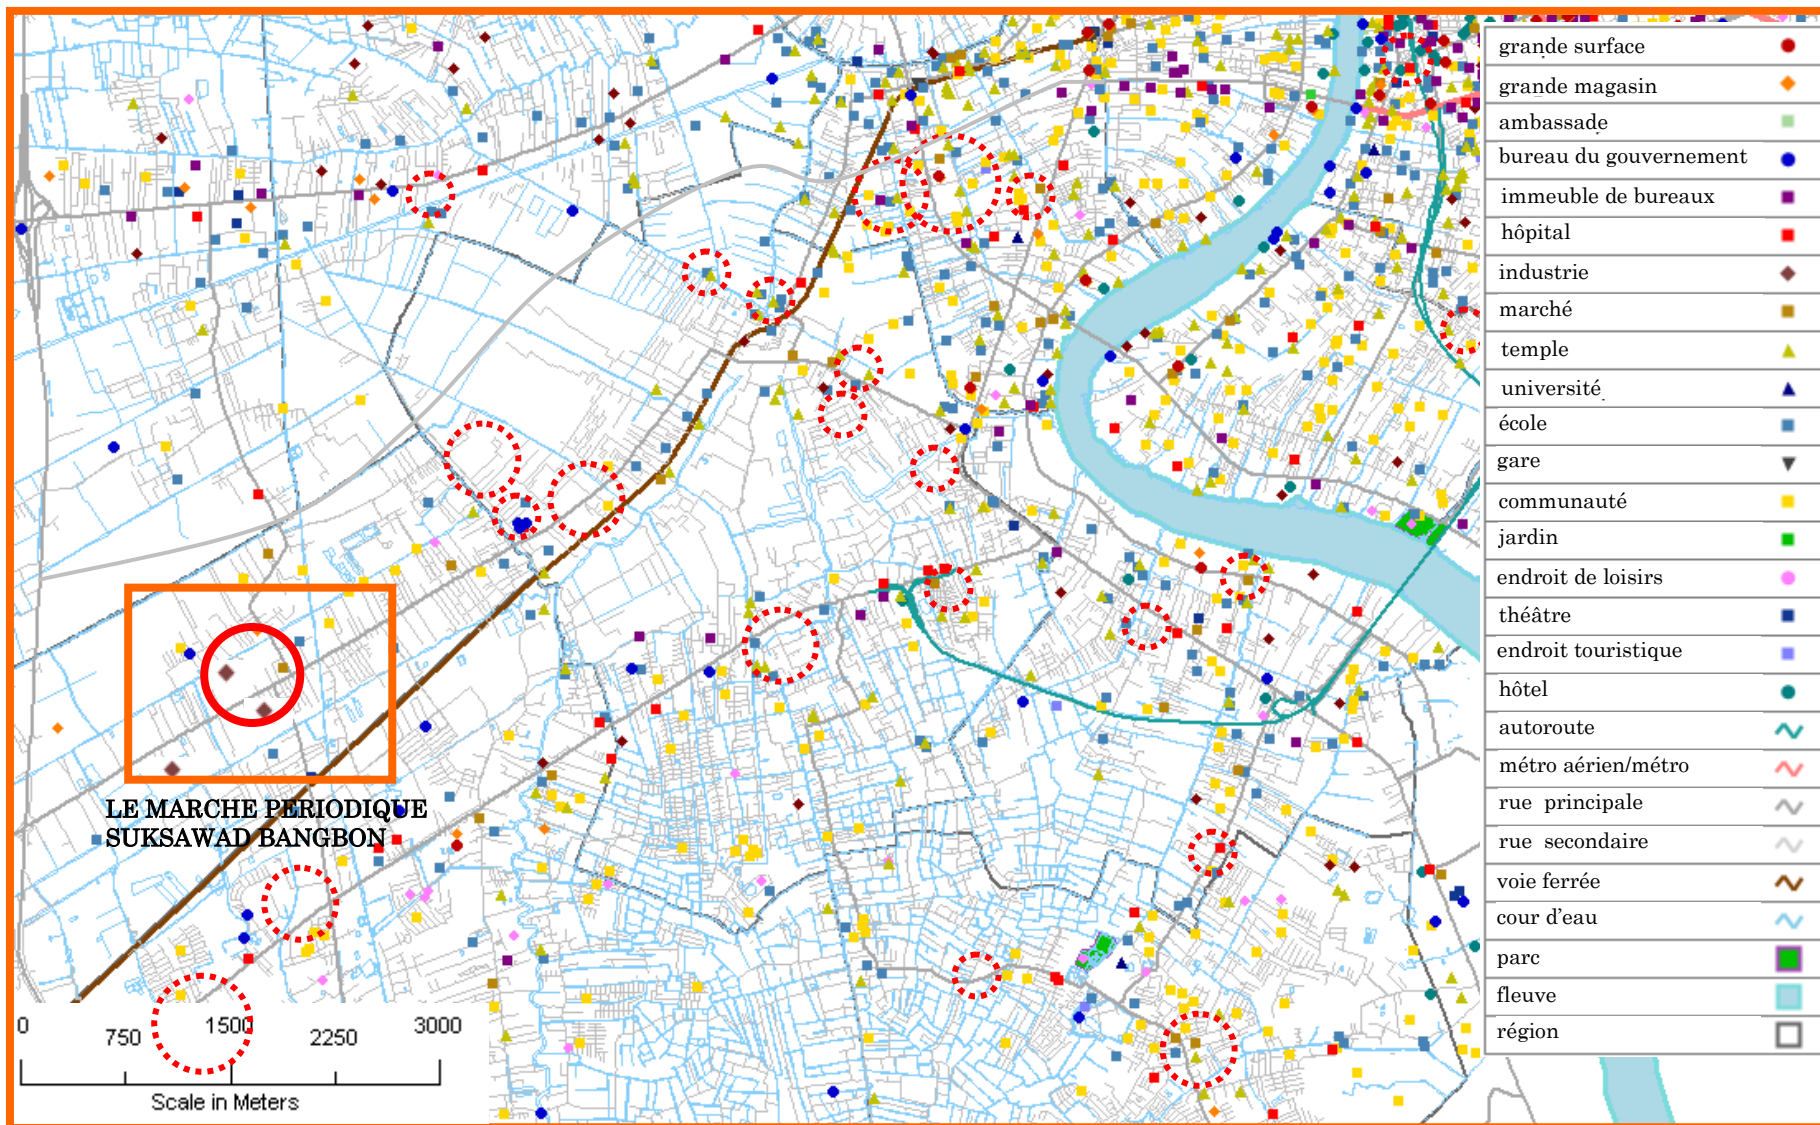 grande surface
grande magasin
ambassade
bureau du gouvernement
immeuble de bureaux
hôpital
industrie
marché
temple
université
école
gare
communauté
jardin
endroit de loisirs
théâtre
endroit touristique
hôtel
autoroute
métro aérien/métro
rue principale
rue secondaire
voie ferrée
cour d'eau
parc
fleuve
région
LE MARCHE PERIODIQUE
SUKSAWAD BANGBON
0 750 1500 2250 3000
Scale in Meters